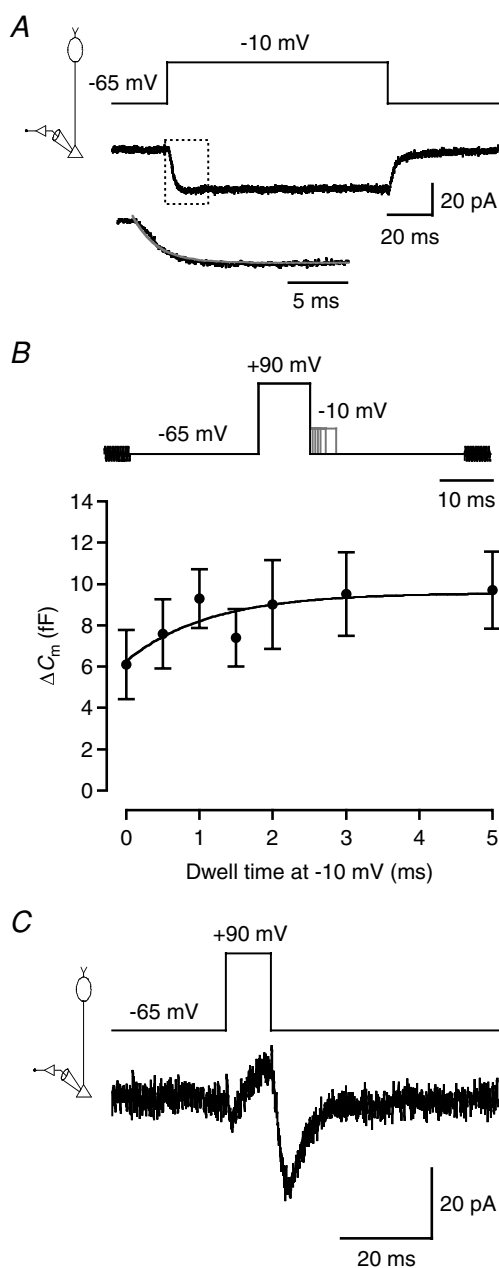 A
-10 mV
-65 mV
20 pA
20 ms
5 ms
B
+90 mV
-10 mV
-65 mV
10 ms
14
12
10
8
6
4
2
0
ΔCm (fF)
0 1 2 3 4 5
Dwell time at -10 mV (ms)
C
+90 mV
-65 mV
20 pA
20 ms